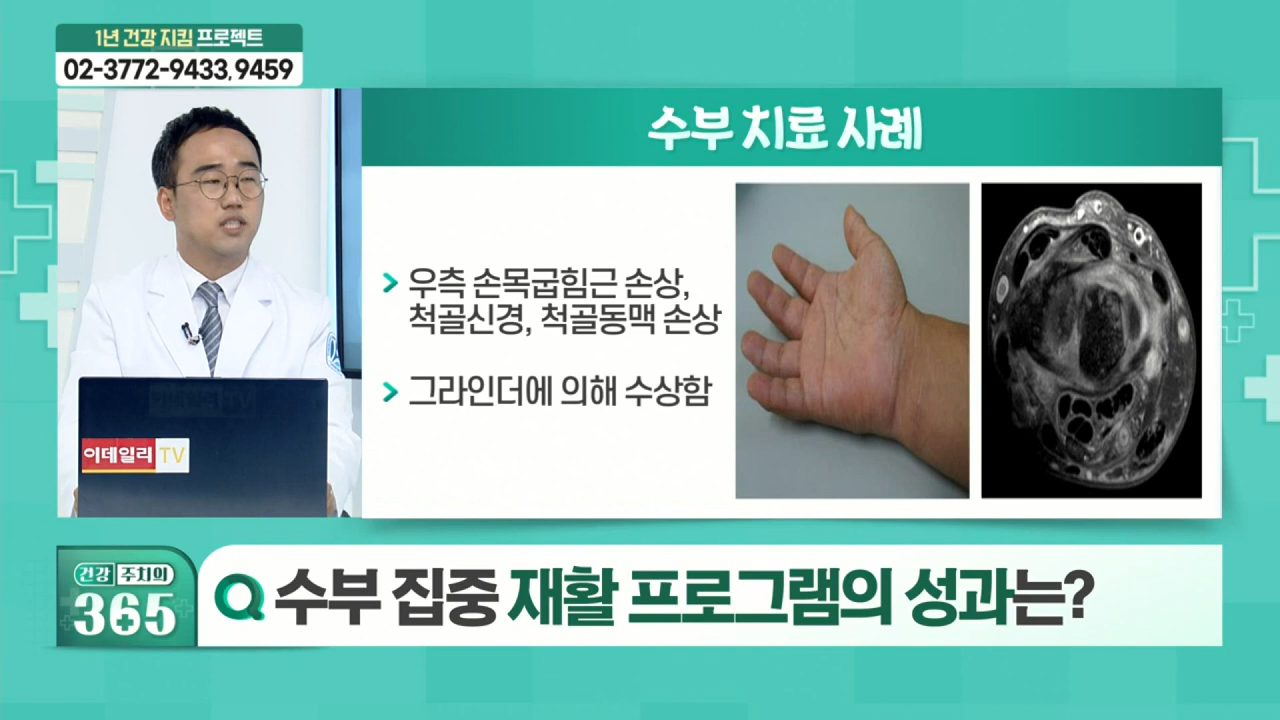 1년 건강 지킴 프로젝트
02-3772-9433, 9459
수부 치료 사례
우측 손목굽힘근 손상,
척골신경, 척골동맥 손상
그라인더에 의해 수상함
이데일리 TV
건강 주치의
365
Q 수부 집중 재활 프로그램의 성과는?